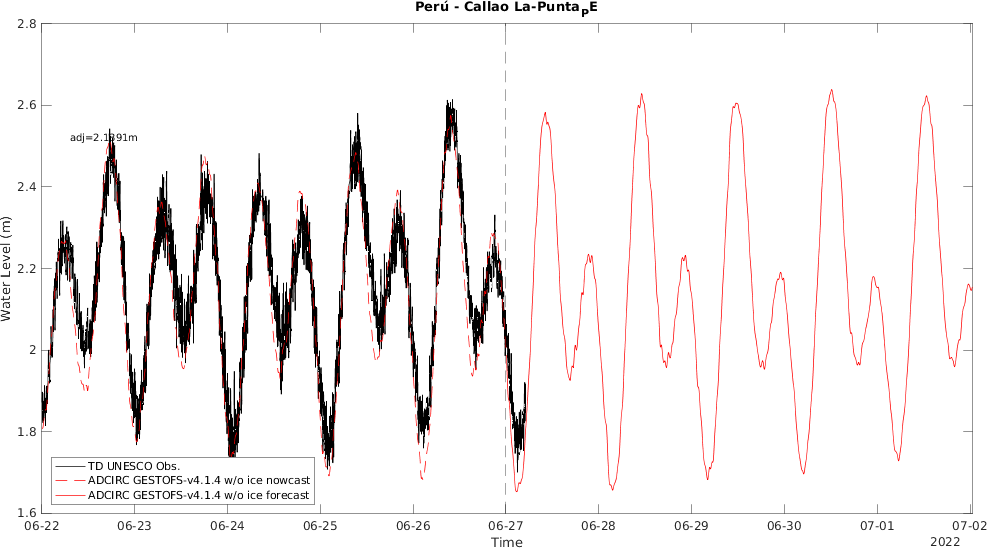 Perú - Callao La-Punta_pE
2.8
2.6
2.4
2.2
2
1.8
1.6
Water Level (m)
adj=2.1391m
TD UNESCO Obs.
ADCIRC GESTOFS-v4.1.4 w/o ice nowcast
ADCIRC GESTOFS-v4.1.4 w/o ice forecast
06-22 06-23 06-24 06-25 06-26 06-27 06-28 06-29 06-30 07-01 07-02
Time
2022